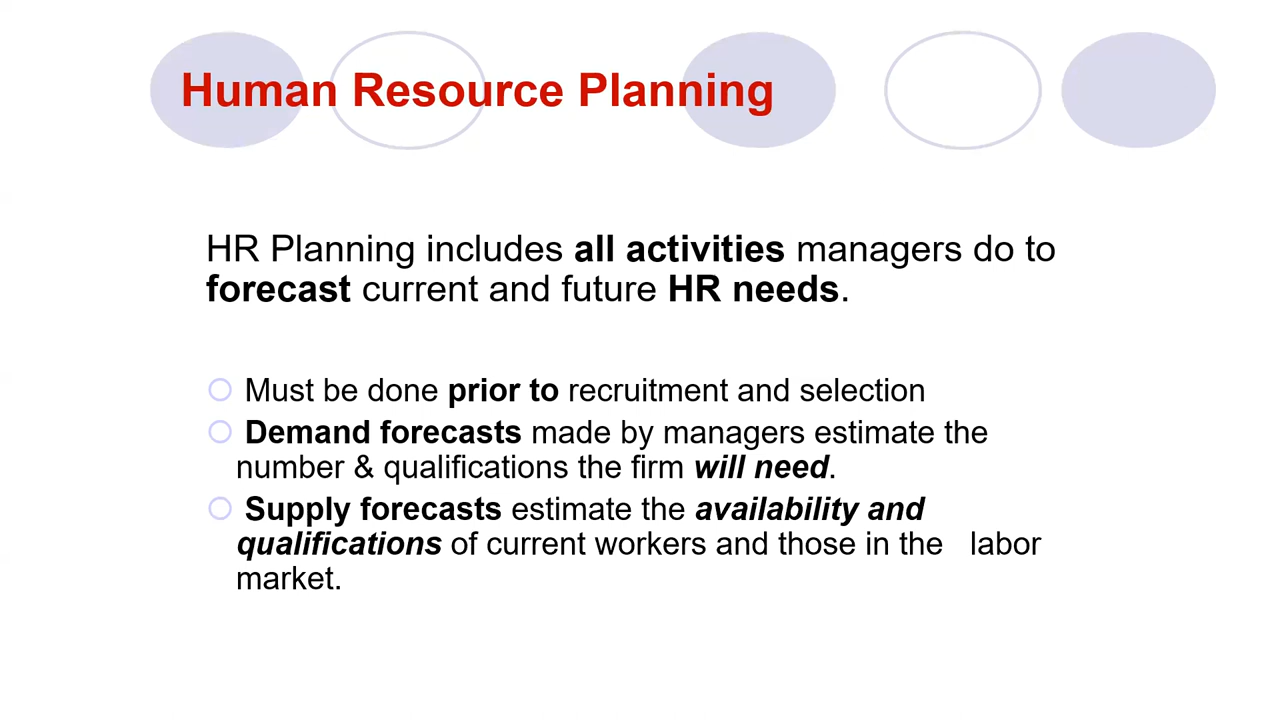 Human Resource Planning
HR Planning includes all activities managers do to
forecast current and future HR needs.
Must be done prior to recruitment and selection
Demand forecasts made by managers estimate the
number & qualifications the firm will need.
Supply forecasts estimate the availability and
qualifications of current workers and those in the labor
market.